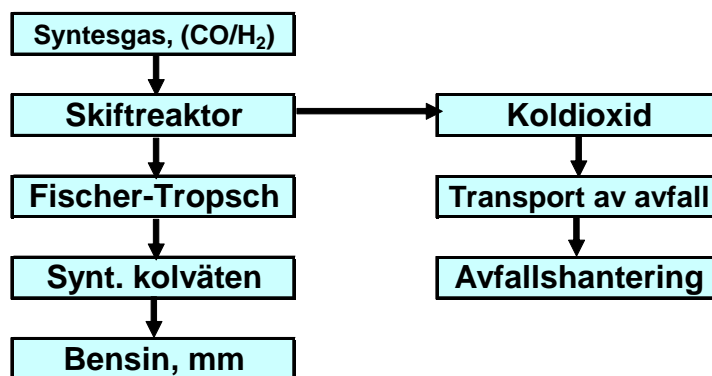 Syntesgas, (CO/H₂)
Skiftreaktor
Koldioxid
Fischer-Tropsch
Transport av avfall
Synt. kolväten
Avfallshantering
Bensin, mm